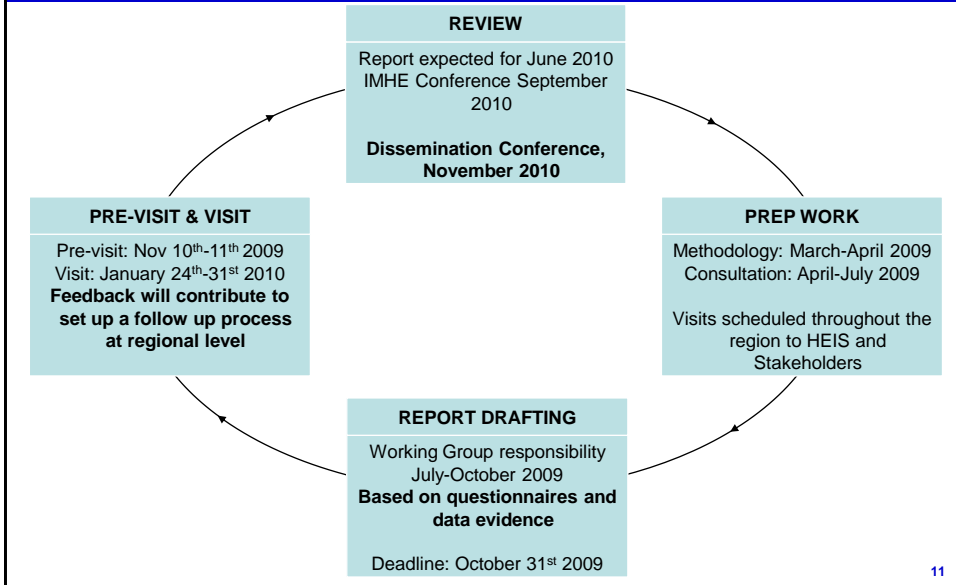 REVIEW
Report expected for June 2010
IMHE Conference September
2010
Dissemination Conference,
November 2010
PRE-VISIT & VISIT
Pre-visit: Nov 10th-11th 2009
Visit: January 24th-31st 2010
Feedback will contribute to
set up a follow up process
at regional level
PREP WORK
Methodology: March-April 2009
Consultation: April-July 2009
Visits scheduled throughout the
region to HEIS and
Stakeholders
REPORT DRAFTING
Working Group responsibility
July-October 2009
Based on questionnaires and
data evidence
Deadline: October 31st 2009
11